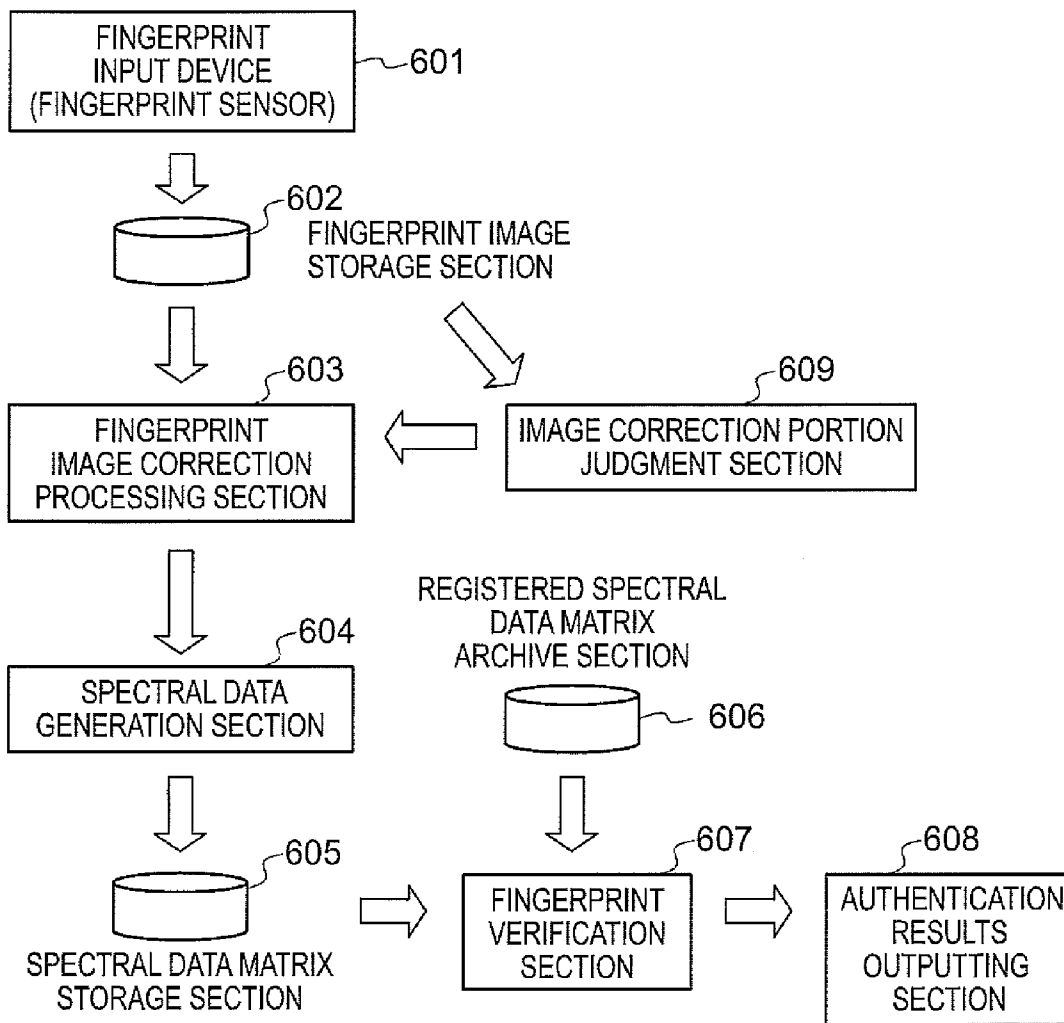 FINGERPRINT
INPUT DEVICE
(FINGERPRINT SENSOR)
601
602
FINGERPRINT IMAGE
STORAGE SECTION
603
FINGERPRINT
IMAGE CORRECTION
PROCESSING SECTION
609
IMAGE CORRECTION PORTION
JUDGMENT SECTION
604
SPECTRAL DATA
GENERATION SECTION
REGISTERED SPECTRAL
DATA MATRIX
ARCHIVE SECTION
606
605
SPECTRAL DATA MATRIX
STORAGE SECTION
607
FINGERPRINT
VERIFICATION
SECTION
608
AUTHENTICATION
RESULTS
OUTPUTTING
SECTION